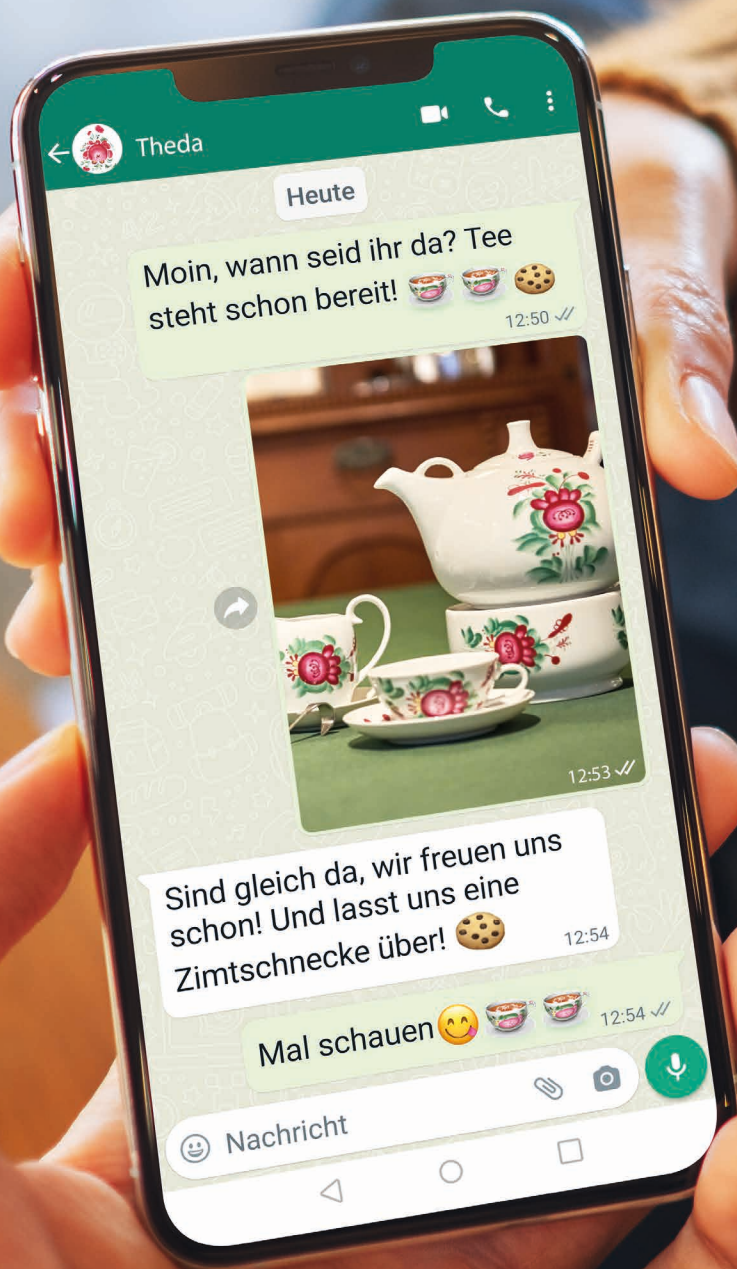 Theda
Heute
Moin, wann seid ihr da? Tee
steht schon bereit!
12:50
12:53
Sind gleich da, wir freuen uns
schon! Und lasst uns eine
Zimtschnecke über!
12:54
Mal schauen
12:54
Nachricht